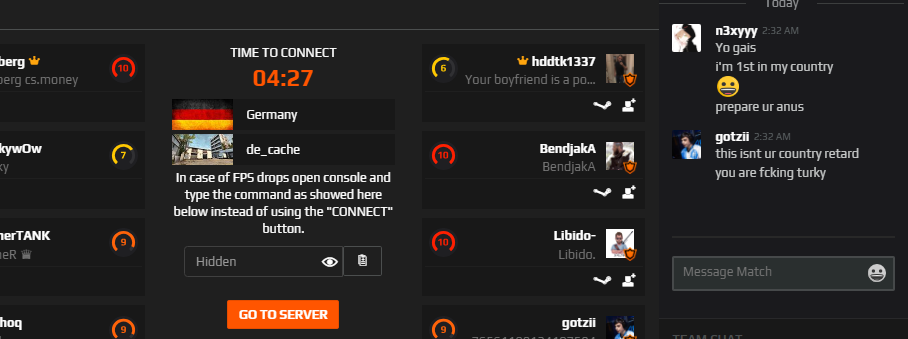 Today
berg
10
berg cs.money
kywOw
7
ky
nerTANK
9
neR
hoq
9
TIME TO CONNECT
04:27
Germany
de_cache
In case of FPS drops open console and
type the command as showed here
below instead of using the "CONNECT"
button.
Hidden
GO TO SERVER
6
hddtk1337
Your boyfriend is a po...
10
BendjakA
BendjakA
10
Libido-
Libido.
9
gotzii
n3xyyy 2:32 AM
Yo gais
i'm 1st in my country
prepare ur anus
gotzii 2:32 AM
this isnt ur country retard
you are fcking turky
Message Match
TEAM CHAT